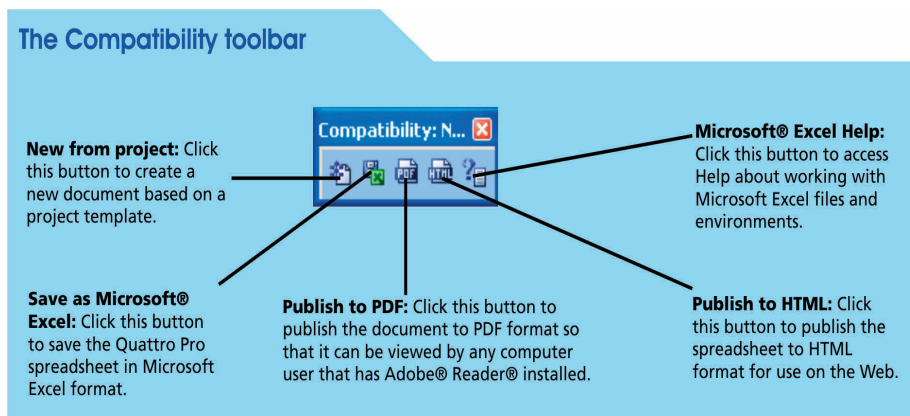 The Compatibility toolbar
Compatibility: N...
PDF
HTML
New from project: Click
this button to create a
new document based on a
project template.
Microsoft® Excel Help:
Click this button to access
Help about working with
Microsoft Excel files and
environments.
Save as Microsoft®
Excel: Click this button
to save the Quattro Pro
spreadsheet in Microsoft
Excel format.
Publish to PDF: Click this button to
publish the document to PDF format so
that it can be viewed by any computer
user that has Adobe® Reader® installed.
Publish to HTML: Click
this button to publish the
spreadsheet to HTML
format for use on the Web.